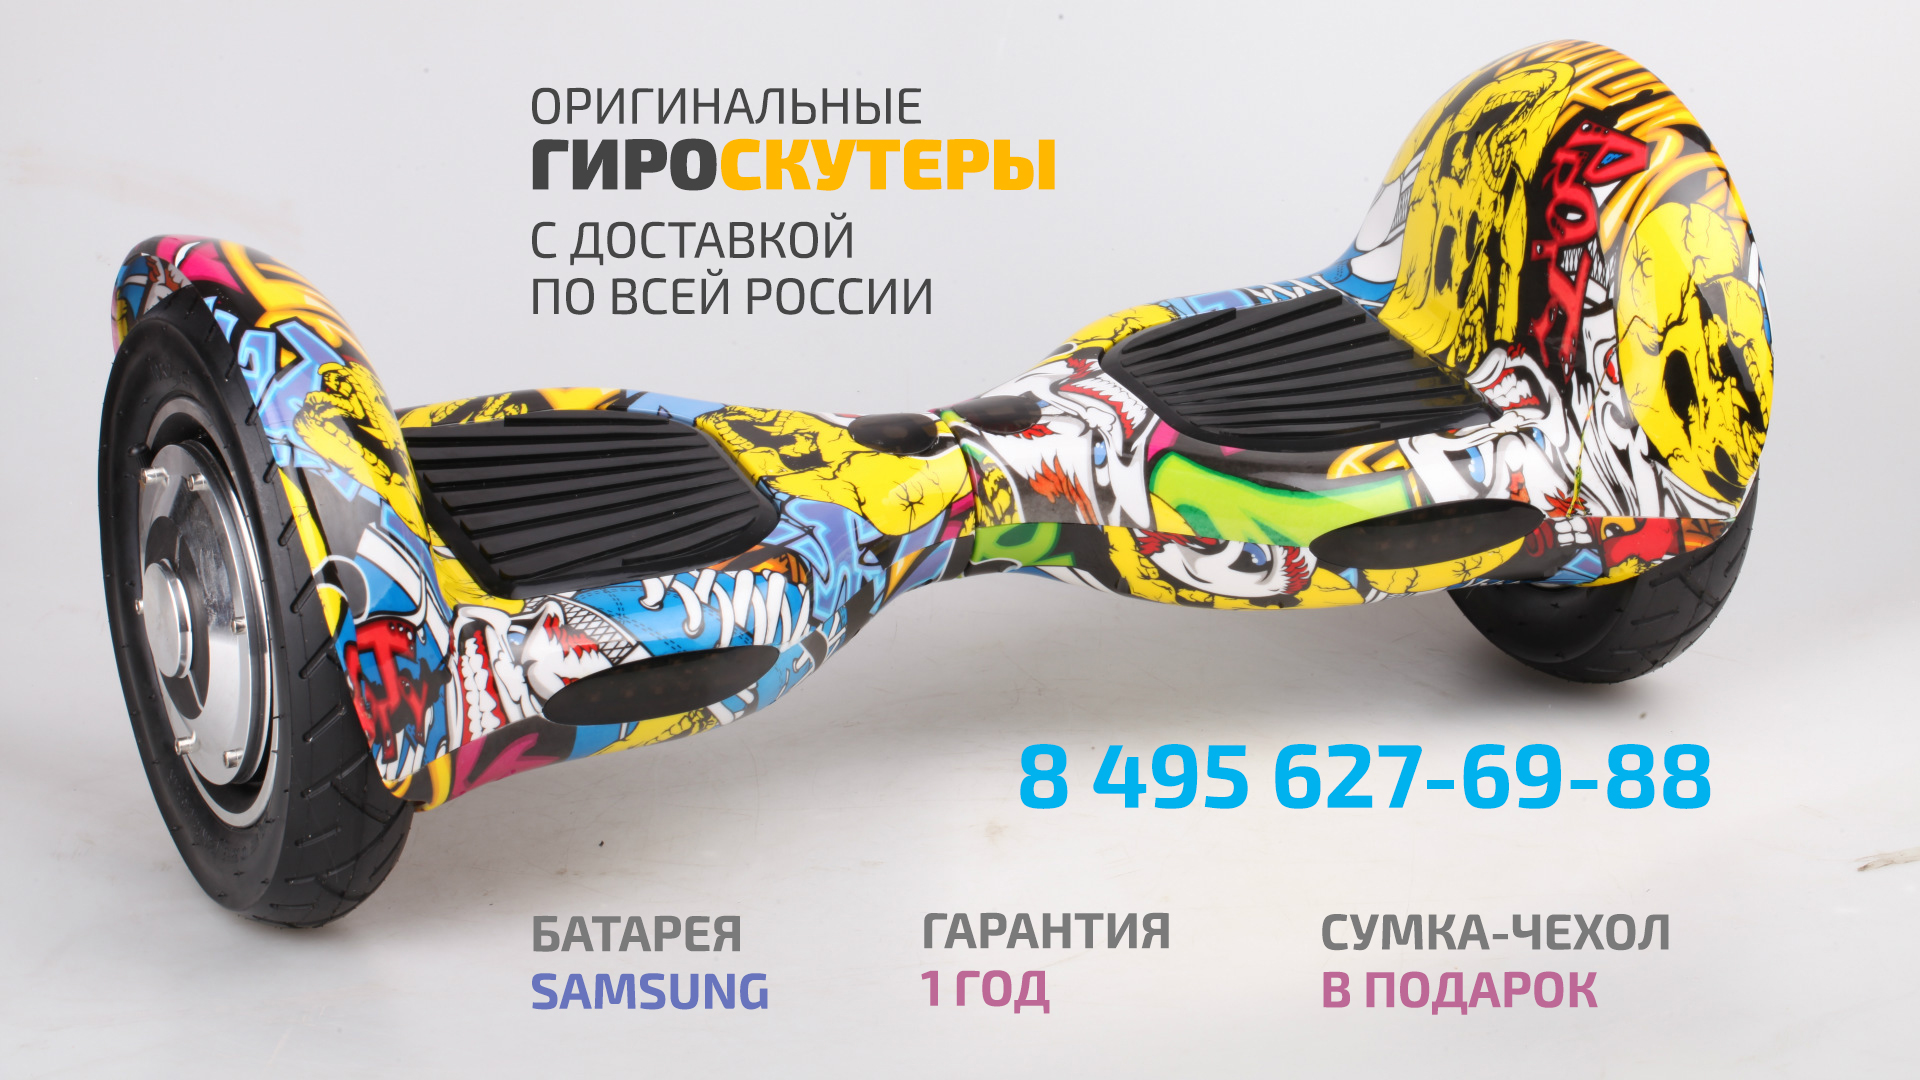 ОРИГИНАЛЬНЫЕ
ГИРОСКУТЕРЫ
С ДОСТАВКОЙ
ПО ВСЕЙ РОССИИ
8 495 627-69-88
БАТАРЕЯ
SAMSUNG
ГАРАНТИЯ
1 ГОД
СУМКА-ЧЕХОЛ
В ПОДАРОК